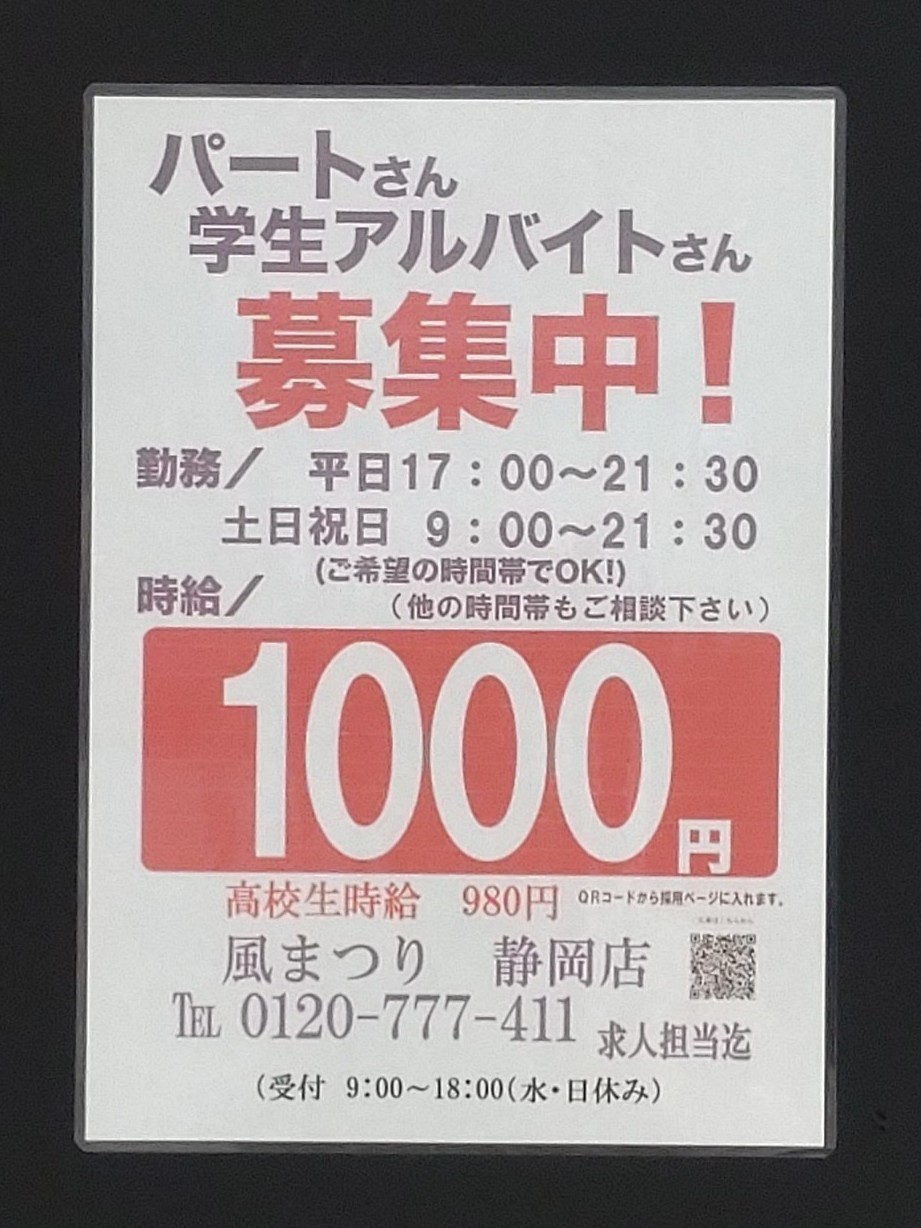 パートさん
学生アルバイトさん
募集中！
勤務／ 平日17：00～21：30
土日祝日 9：00～21：30
(ご希望の時間帯でOK!)
時給／ （他の時間帯もご相談下さい）
1000円
高校生時給 980円 QRコードから採用ページに入れます。
風まつり 静岡店
TEL 0120-777-411 求人担当迄
（受付 9:00～18:00(水・日休み）